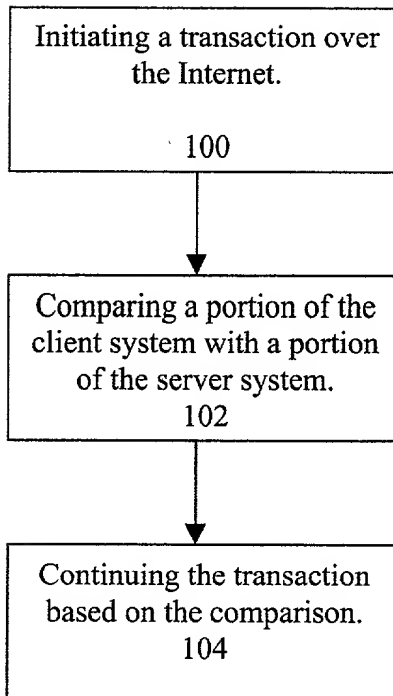 Initiating a transaction over
the Internet.
100
Comparing a portion of the
client system with a portion
of the server system.
102
Continuing the transaction
based on the comparison.
104